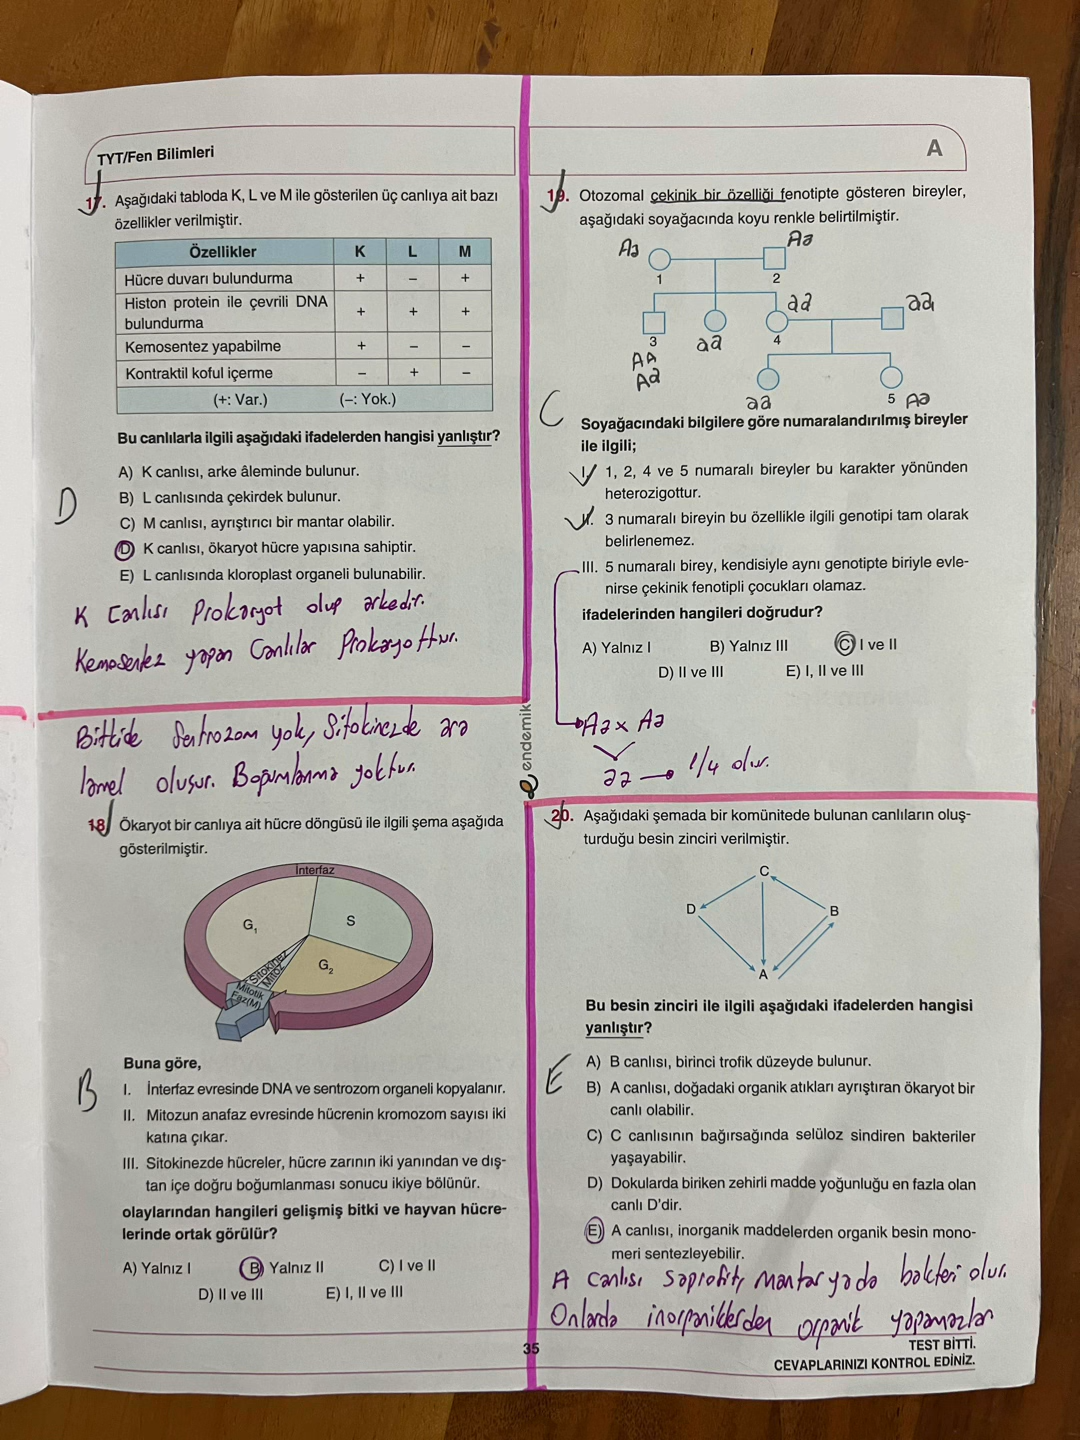 TYT/Fen Bilimleri
A
17. Aşağıdaki tabloda K, L ve M ile gösterilen üç canlıya ait bazı
özellikler verilmiştir.
Özellikler K L M
Hücre duvarı bulundurma + – +
Histon protein ile çevrili DNA
bulundurma + + +
Kemosentez yapabilme + – –
Kontraktil koful içerme – + –
(+: Var.) (–: Yok.)
Bu canlılarla ilgili aşağıdaki ifadelerden hangisi yanlıştır?
A) K canlısı, arke âleminde bulunur.
B) L canlısında çekirdek bulunur.
D
C) M canlısı, ayrıştırıcı bir mantar olabilir.
D) K canlısı, ökaryot hücre yapısına sahiptir.
E) L canlısında kloroplast organeli bulunabilir.
K Canlısı Prokaryot olup arkedir.
Kemosentez yapan Canlılar Prokaryottur.
Bitkide Sentrozom yok, Sitokinezde ara
lamel oluşur. Boğumlanma yoktur.
18. Ökaryot bir canlıya ait hücre döngüsü ile ilgili şema aşağıda
gösterilmiştir.
İnterfaz
G1
S
G2
Sitokinez
Mitoz
Mitotik
Faz(M)
Buna göre,
B
I. İnterfaz evresinde DNA ve sentrozom organeli kopyalanır.
II. Mitozun anafaz evresinde hücrenin kromozom sayısı iki
katına çıkar.
III. Sitokinezde hücreler, hücre zarının iki yanından ve dış-
tan içe doğru boğumlanması sonucu ikiye bölünür.
olaylarından hangileri gelişmiş bitki ve hayvan hücre-
lerinde ortak görülür?
A) Yalnız I B) Yalnız II C) I ve II
D) II ve III E) I, II ve III
19. Otozomal çekinik bir özelliği fenotipte gösteren bireyler,
aşağıdaki soyağacında koyu renkle belirtilmiştir.
Aa Aa
1 2
aa aa
3 aa 4
AA
Aa
aa 5 Aa
C
Soyağacındaki bilgilere göre numaralandırılmış bireyler
ile ilgili;
I. 1, 2, 4 ve 5 numaralı bireyler bu karakter yönünden
heterozigottur.
II. 3 numaralı bireyin bu özellikle ilgili genotipi tam olarak
belirlenemez.
III. 5 numaralı birey, kendisiyle aynı genotipte biriyle evle-
nirse çekinik fenotipli çocukları olamaz.
ifadelerinden hangileri doğrudur?
A) Yalnız I B) Yalnız III C) I ve II
D) II ve III E) I, II ve III
Aa x Aa
aa → 1/4 olur.
endemik
20. Aşağıdaki şemada bir komünitede bulunan canlıların oluş-
turduğu besin zinciri verilmiştir.
C
D B
A
Bu besin zinciri ile ilgili aşağıdaki ifadelerden hangisi
yanlıştır?
E
A) B canlısı, birinci trofik düzeyde bulunur.
B) A canlısı, doğadaki organik atıkları ayrıştıran ökaryot bir
canlı olabilir.
C) C canlısının bağırsağında selüloz sindiren bakteriler
yaşayabilir.
D) Dokularda biriken zehirli madde yoğunluğu en fazla olan
canlı D'dir.
E) A canlısı, inorganik maddelerden organik besin mono-
meri sentezleyebilir.
A canlısı saprofit, mantar ya da bakteri olur.
Onlarda inorganiklerden organik yapamazlar
35
TEST BİTTİ.
CEVAPLARINIZI KONTROL EDİNİZ.